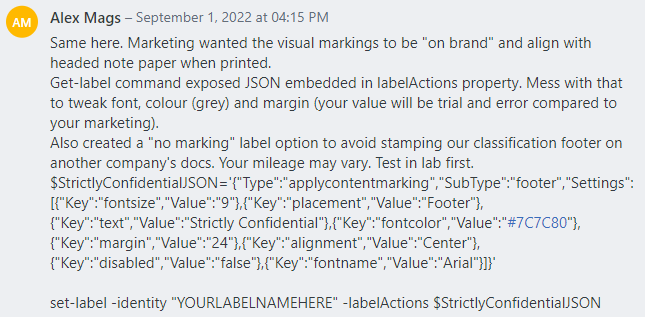 AM
Alex Mags – September 1, 2022 at 04:15 PM
Same here. Marketing wanted the visual markings to be "on brand" and align with
headed note paper when printed.
Get-label command exposed JSON embedded in labelActions property. Mess with that
to tweak font, colour (grey) and margin (your value will be trial and error compared to
your marketing).
Also created a "no marking" label option to avoid stamping our classification footer on
another company's docs. Your mileage may vary. Test in lab first.
$StrictlyConfidentialJSON='{"Type":"applycontentmarking","SubType":"footer","Settings":
[{"Key":"fontsize","Value":"9"},{"Key":"placement","Value":"Footer"},
{"Key":"text","Value":"Strictly Confidential"},{"Key":"fontcolor","Value":"#7C7C80"},
{"Key":"margin","Value":"24"},{"Key":"alignment","Value":"Center"},
{"Key":"disabled","Value":"false"},{"Key":"fontname","Value":"Arial"}]}'
set-label -identity "YOURLABELNAMEHERE" -labelActions $StrictlyConfidentialJSON